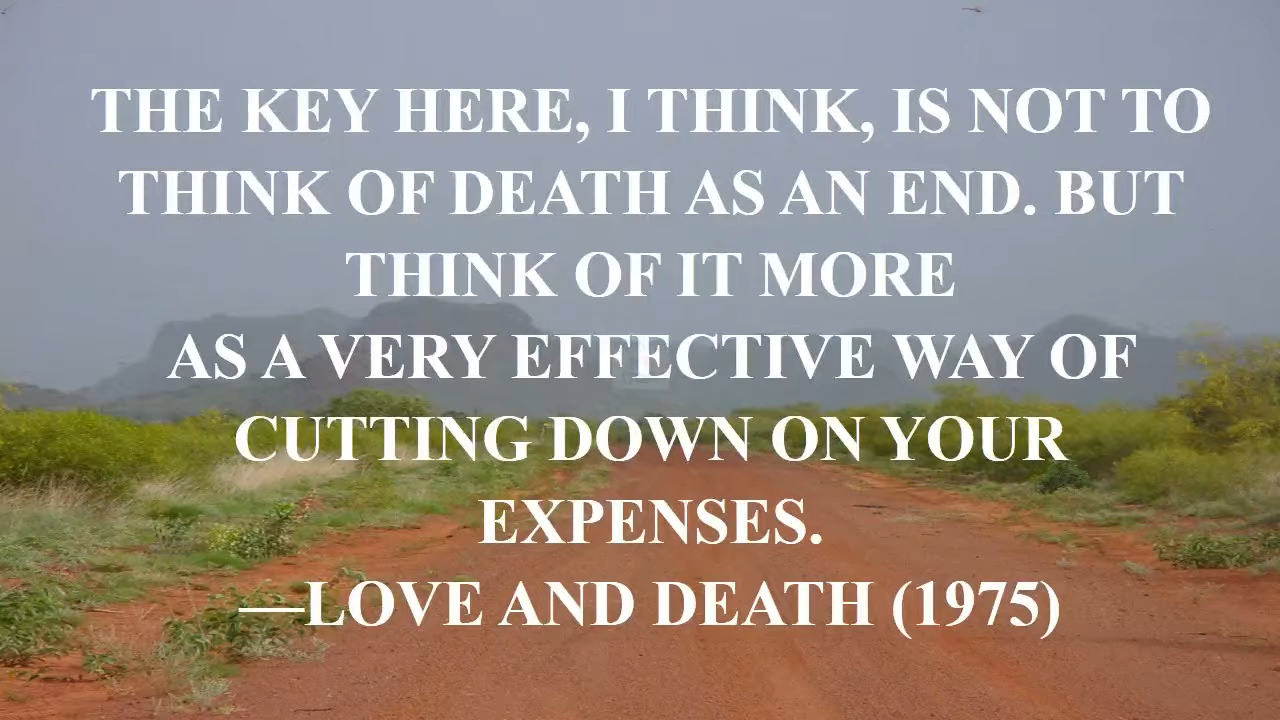 THE KEY HERE, I THINK, IS NOT TO
THINK OF DEATH AS AN END. BUT
THINK OF IT MORE
AS A VERY EFFECTIVE WAY OF
CUTTING DOWN ON YOUR
EXPENSES.
—LOVE AND DEATH (1975)